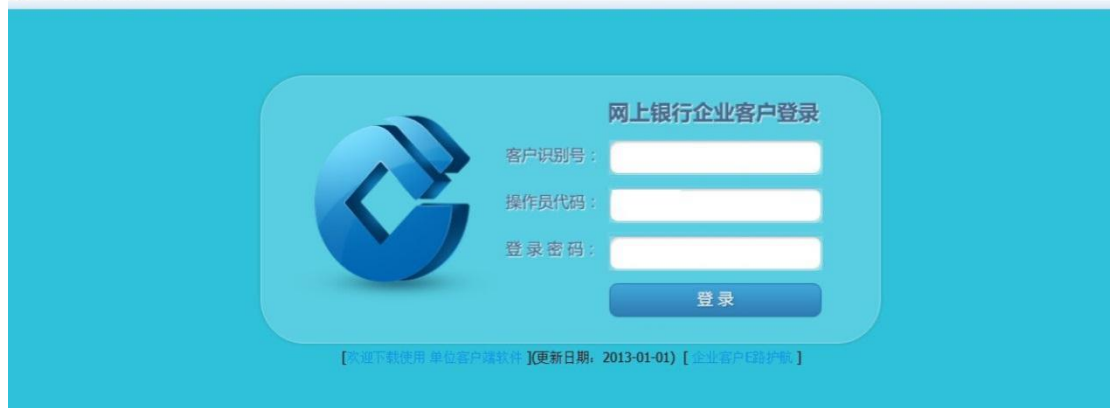 网上银行企业客户登录
客户识别号：
操作员代码：
登 录 密 码：
登 录
[欢迎下载使用 单位客户端软件 ](更新日期：2013-01-01) [ 企业客户E路护航 ]